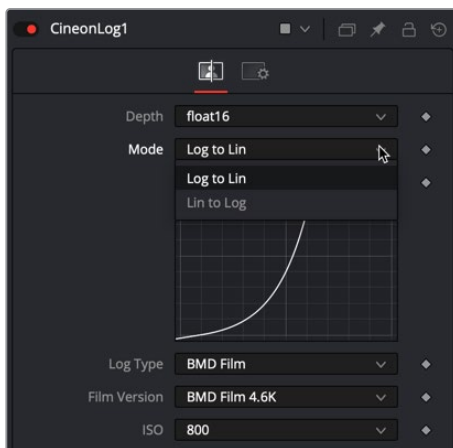 CineonLog1
Depth float16
Mode Log to Lin
Log to Lin
Lin to Log
Log Type BMD Film
Film Version BMD Film 4.6K
ISO 800